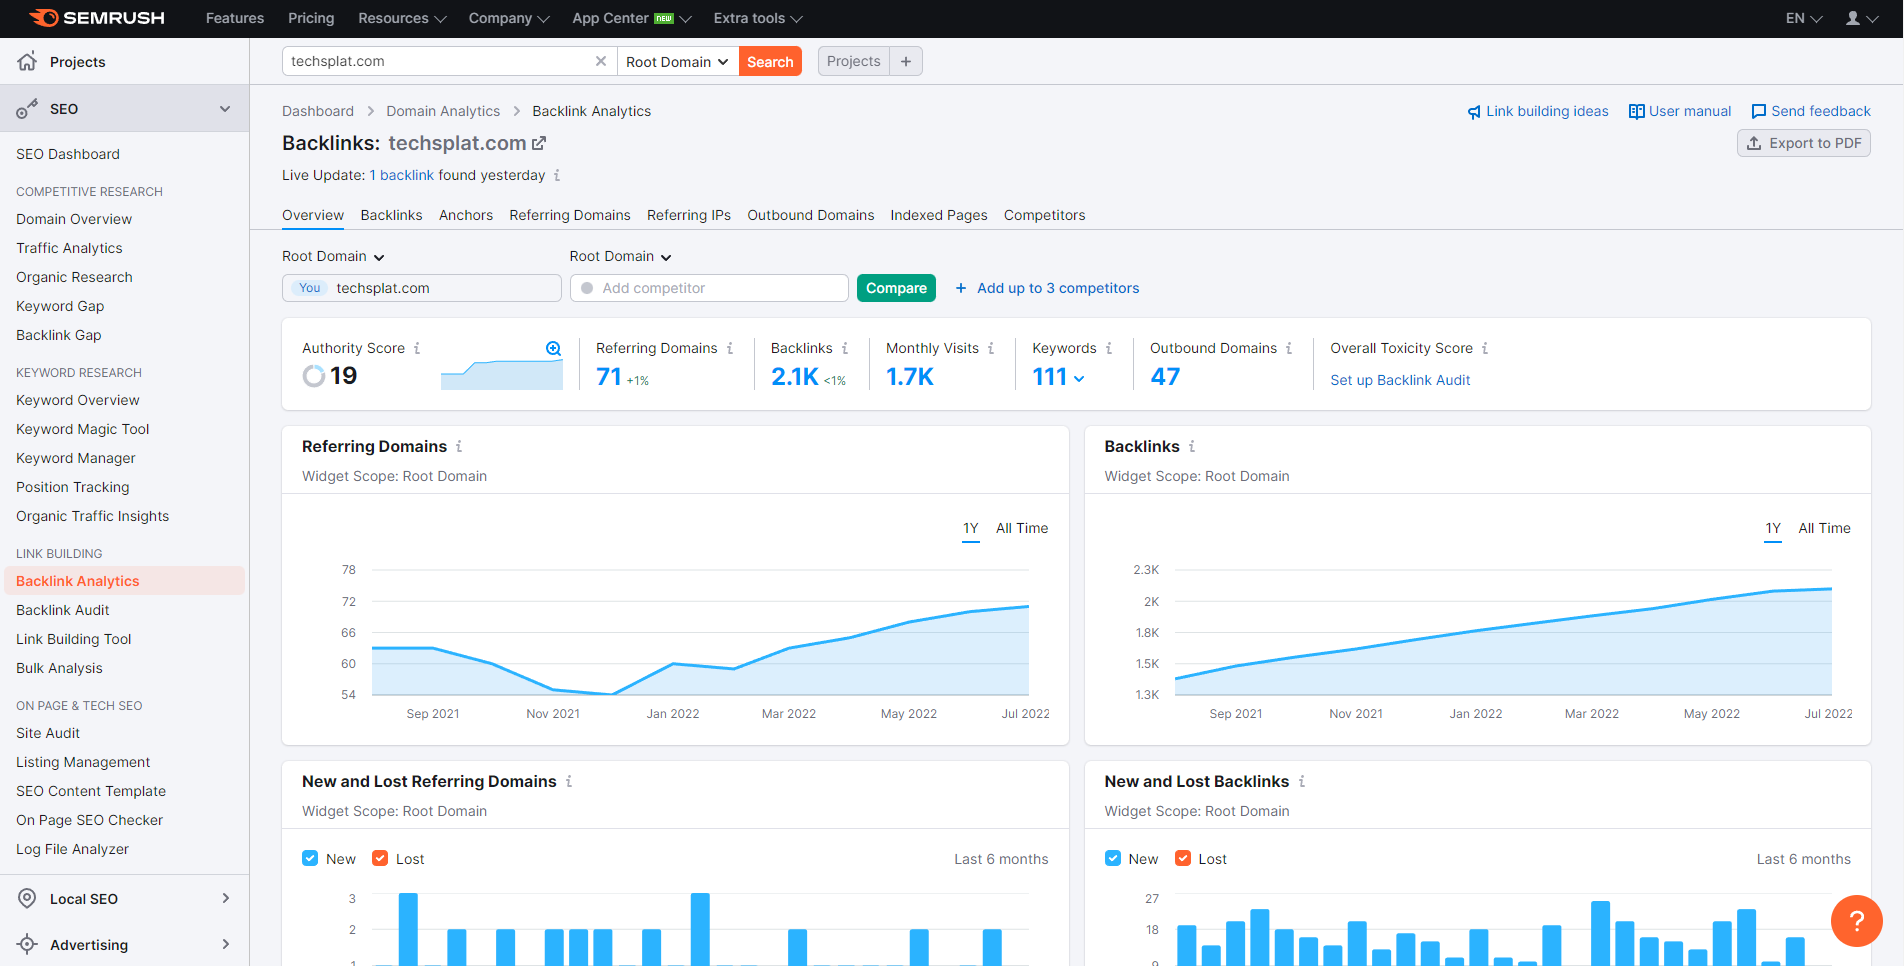 SEMRUSH Features Pricing Resources Company App Center NEW Extra tools EN
Projects
SEO
SEO Dashboard
COMPETITIVE RESEARCH
Domain Overview
Traffic Analytics
Organic Research
Keyword Gap
Backlink Gap
KEYWORD RESEARCH
Keyword Overview
Keyword Magic Tool
Keyword Manager
Position Tracking
Organic Traffic Insights
LINK BUILDING
Backlink Analytics
Backlink Audit
Link Building Tool
Bulk Analysis
ON PAGE & TECH SEO
Site Audit
Listing Management
SEO Content Template
On Page SEO Checker
Log File Analyzer
Local SEO
Advertising
techsplat.com Root Domain Search Projects +
Dashboard > Domain Analytics > Backlink Analytics
Link building ideas User manual Send feedback
Backlinks: techsplat.com
Export to PDF
Live Update: 1 backlink found yesterday i
Overview Backlinks Anchors Referring Domains Referring IPs Outbound Domains Indexed Pages Competitors
Root Domain Root Domain
You techsplat.com Add competitor Compare + Add up to 3 competitors
Authority Score i Referring Domains i Backlinks i Monthly Visits i Keywords i Outbound Domains i Overall Toxicity Score i
19 71 +1% 2.1K <1% 1.7K 111 47 Set up Backlink Audit
Referring Domains i
Widget Scope: Root Domain
1Y All Time
78
72
66
60
54
Sep 2021 Nov 2021 Jan 2022 Mar 2022 May 2022 Jul 2022
Backlinks i
Widget Scope: Root Domain
1Y All Time
2.3K
2K
1.8K
1.5K
1.3K
Sep 2021 Nov 2021 Jan 2022 Mar 2022 May 2022 Jul 2022
New and Lost Referring Domains i
Widget Scope: Root Domain
New Lost Last 6 months
3
2
1
New and Lost Backlinks i
Widget Scope: Root Domain
New Lost Last 6 months
27
18
9
?